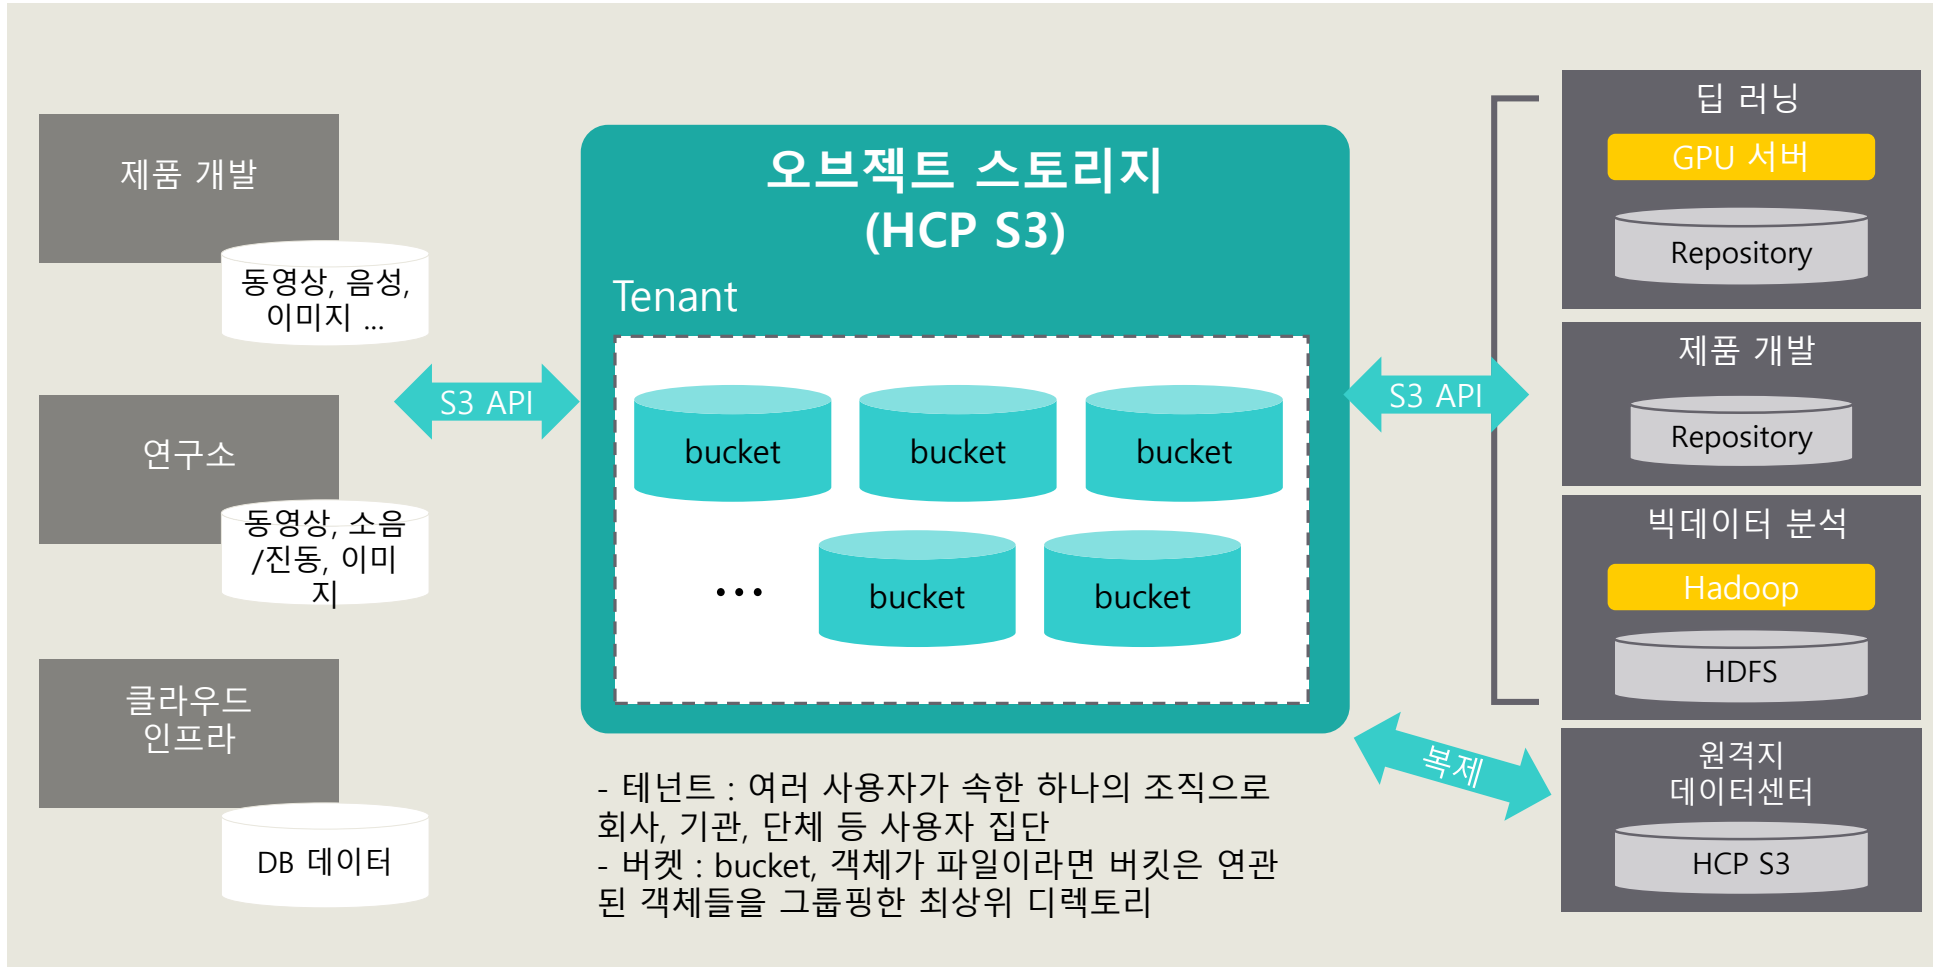 제품 개발
동영상, 음성,
이미지 ...
연구소
동영상, 소음
/진동, 이미
지
클라우드
인프라
DB 데이터
S3 API
오브젝트 스토리지
(HCP S3)
Tenant
bucket
bucket
bucket
...
bucket
bucket
- 테넌트 : 여러 사용자가 속한 하나의 조직으로
회사, 기관, 단체 등 사용자 집단
- 버켓 : bucket, 객체가 파일이라면 버킷은 연관
된 객체들을 그룹핑한 최상위 디렉토리
S3 API
복제
딥 러닝
GPU 서버
Repository
제품 개발
Repository
빅데이터 분석
Hadoop
HDFS
원격지
데이터센터
HCP S3